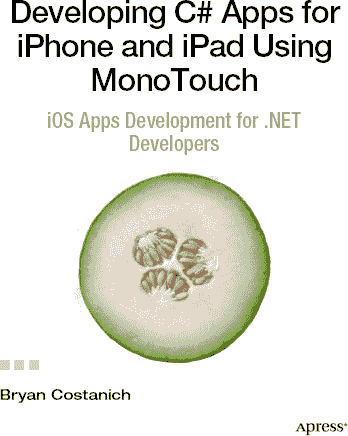 Developing C# Apps for
iPhone and iPad Using
MonoTouch
iOS Apps Development for .NET
Developers
Bryan Costanich
Apress®